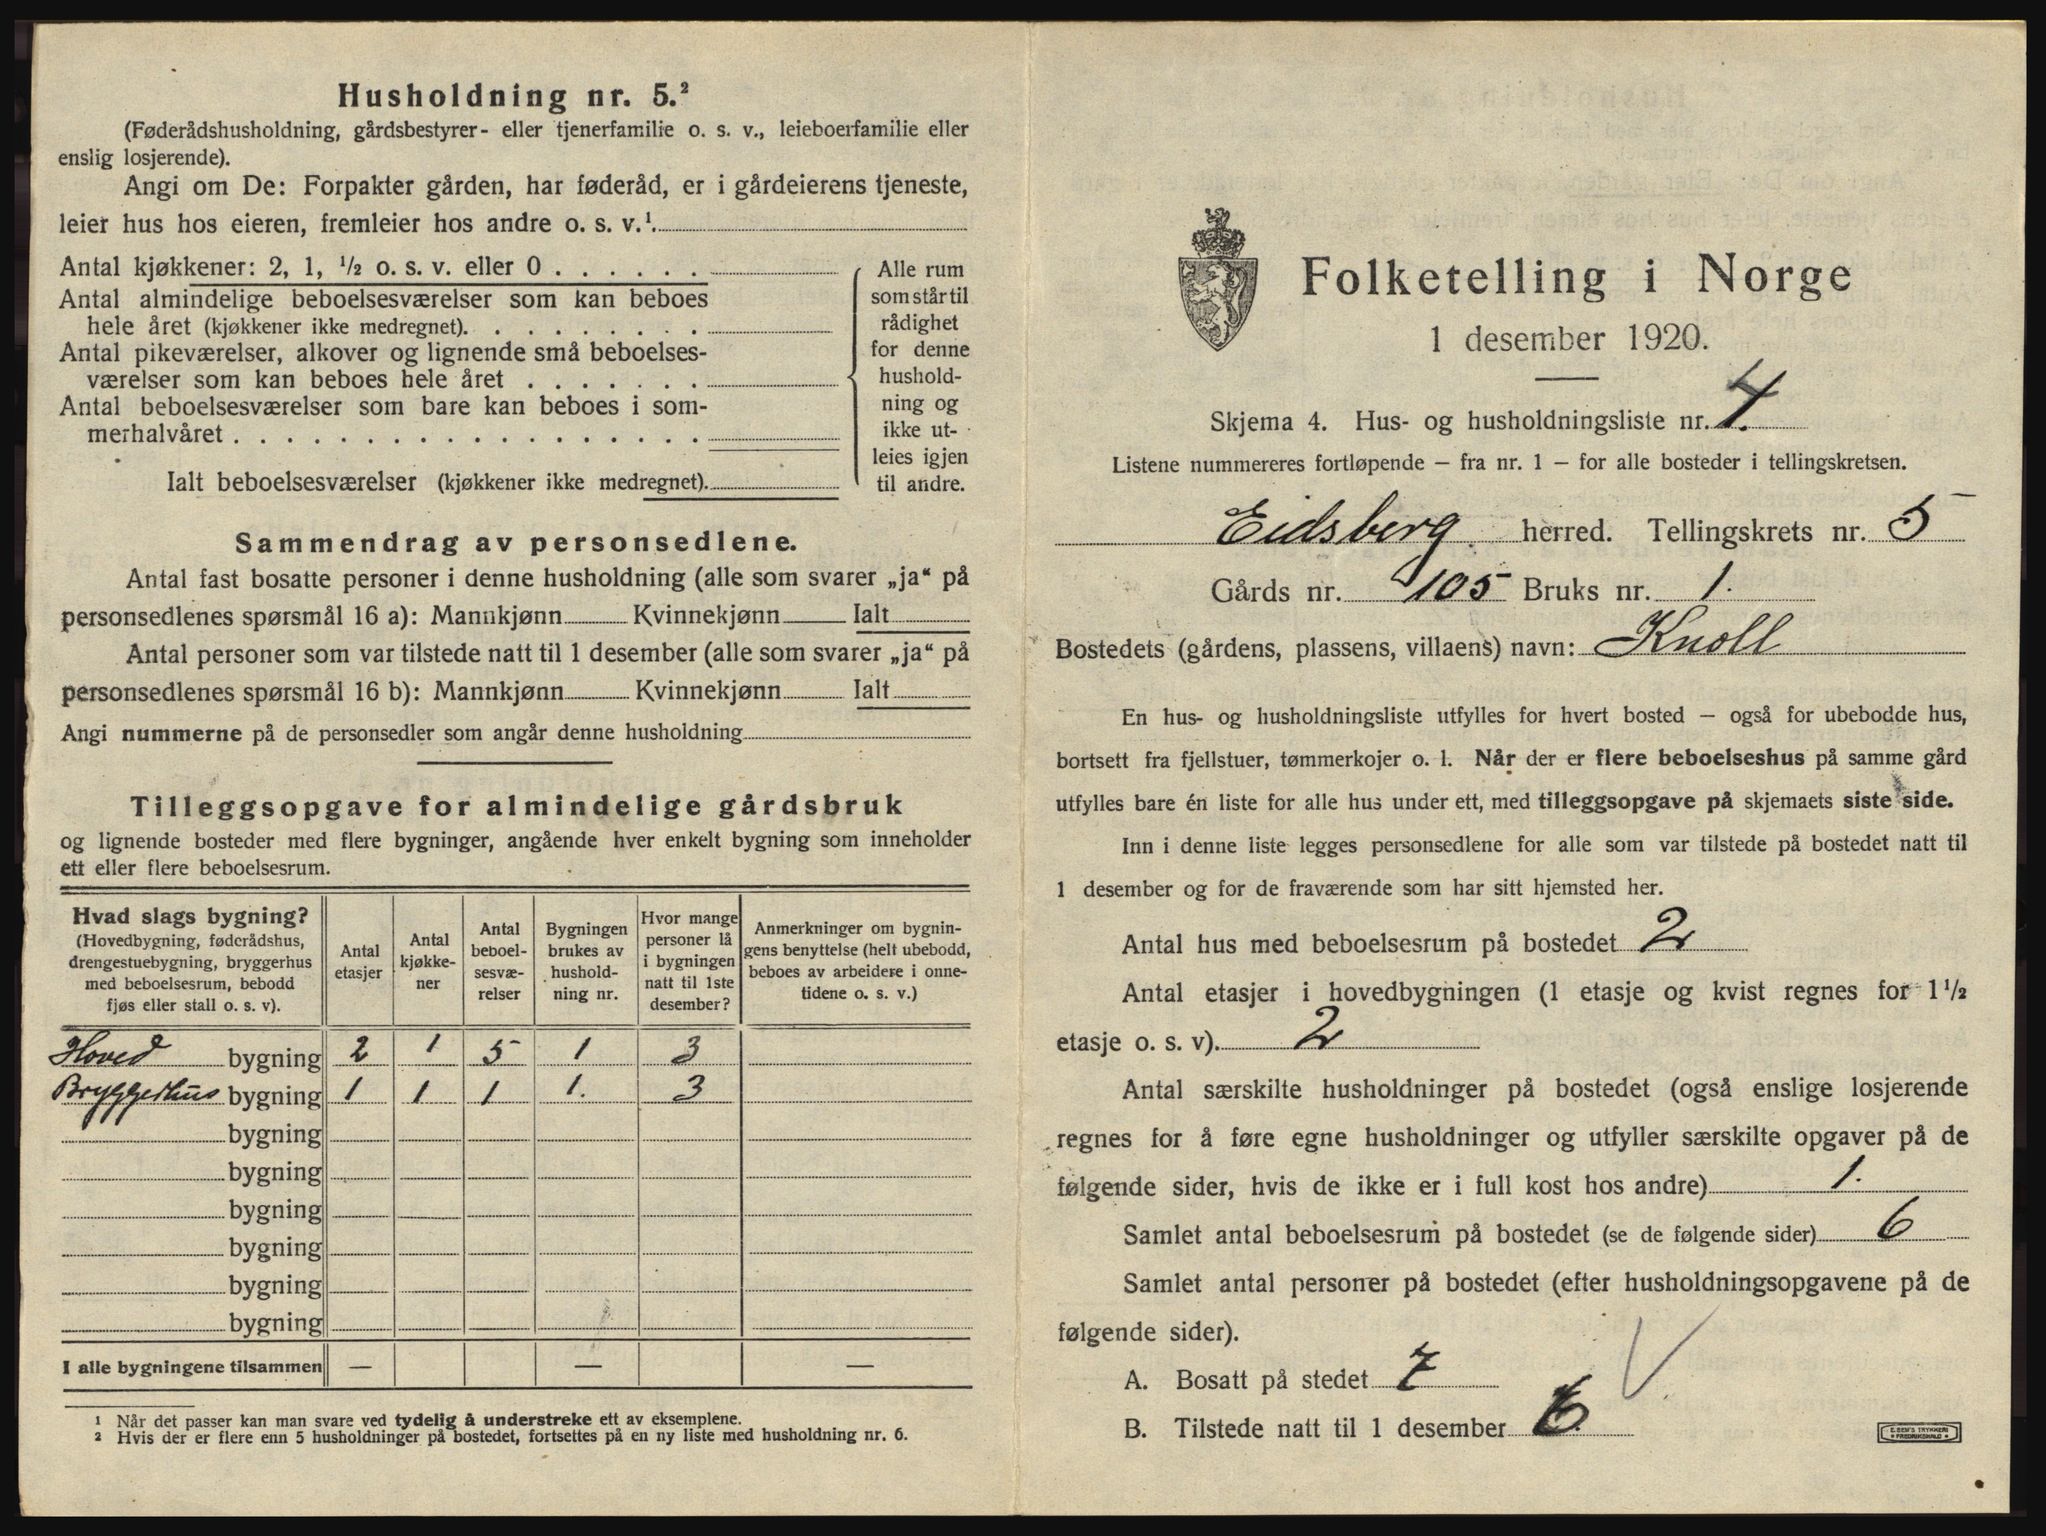 Husholdning nr. 5.²
(Føderådshusholdning, gårdsbestyrer- eller tjenerfamilie o. s. v., leieboerfamilie eller
enslig losjerende).
Angi om De: Forpakter gården, har føderåd, er i gårdeierens tjeneste,
leier hus hos eieren, fremleier hos andre o. s. v.¹.
Antal kjøkkener: 2, 1, ½ o. s. v. eller 0 . . . . . .
Antal almindelige beboelsesværelser som kan beboes
hele året (kjøkkener ikke medregnet). . . . . . . . .
Antal pikeværelser, alkover og lignende små beboelses-
værelser som kan beboes hele året . . . . . . .
Antal beboelsesværelser som bare kan beboes i som-
merhalvåret . . . . . . . . . . . . . . . . . .
Ialt beboelsesværelser (kjøkkener ikke medregnet).
Alle rum
som står til
rådighet
for denne
hushold-
ning og
ikke ut-
leies igjen
til andre.
Sammendrag av personsedlene.
Antal fast bosatte personer i denne husholdning (alle som svarer „ja“ på
personsedlenes spørsmål 16 a): Mannkjønn Kvinnekjønn Ialt
Antal personer som var tilstede natt til 1 desember (alle som svarer „ja“ på
personsedlenes spørsmål 16 b): Mannkjønn Kvinnekjønn Ialt
Angi nummerne på de personsedler som angår denne husholdning
Tilleggsopgave for almindelige gårdsbruk
og lignende bosteder med flere bygninger, angående hver enkelt bygning som inneholder
ett eller flere beboelsesrum.
Hvad slags bygning?
(Hovedbygning, føderådshus,
drengestuebygning, bryggerhus
med beboelsesrum, bebodd
fjøs eller stall o. s. v).
Antal
etasjer
Antal
kjøkke-
ner
Antal
beboel-
sesvæ-
relser
Bygningen
brukes av
hushold-
ning nr.
Hvor mange
personer lå
i bygningen
natt til 1ste
desember?
Anmerkninger om bygnin-
gens benyttelse (helt ubebodd,
beboes av arbeidere i onne-
tidene o. s. v.)
Hoved bygning 2 1 5 1 3
Bryggerhus bygning 1 1 1 1. 3
bygning
bygning
bygning
bygning
bygning
bygning
I alle bygningene tilsammen — — —
¹ Når det passer kan man svare ved tydelig å understreke ett av eksemplene.
² Hvis der er flere enn 5 husholdninger på bostedet, fortsettes på en ny liste med husholdning nr. 6.
Folketelling i Norge
1 desember 1920.
Skjema 4. Hus- og husholdningsliste nr. 4.
Listene nummereres fortløpende – fra nr. 1 – for alle bosteder i tellingskretsen.
Eidsberg herred. Tellingskrets nr. 5
Gårds nr. 105 Bruks nr. 1.
Bostedets (gårdens, plassens, villaens) navn: Knoll
En hus- og husholdningsliste utfylles for hvert bosted – også for ubebodde hus,
bortsett fra fjellstuer, tømmerkojer o. l. Når der er flere beboelseshus på samme gård
utfylles bare én liste for alle hus under ett, med tilleggsopgave på skjemaets siste side.
Inn i denne liste legges personsedlene for alle som var tilstede på bostedet natt til
1 desember og for de fraværende som har sitt hjemsted her.
Antal hus med beboelsesrum på bostedet 2
Antal etasjer i hovedbygningen (1 etasje og kvist regnes for 1½
etasje o. s. v). 2
Antal særskilte husholdninger på bostedet (også enslige losjerende
regnes for å føre egne husholdninger og utfyller særskilte opgaver på de
følgende sider, hvis de ikke er i full kost hos andre) 1.
Samlet antal beboelsesrum på bostedet (se de følgende sider) 6
Samlet antal personer på bostedet (efter husholdningsopgavene på de
følgende sider).
A. Bosatt på stedet 7
B. Tilstede natt til 1 desember 6
E. SEM'S TRYKKERI
FREDRIKSHALD